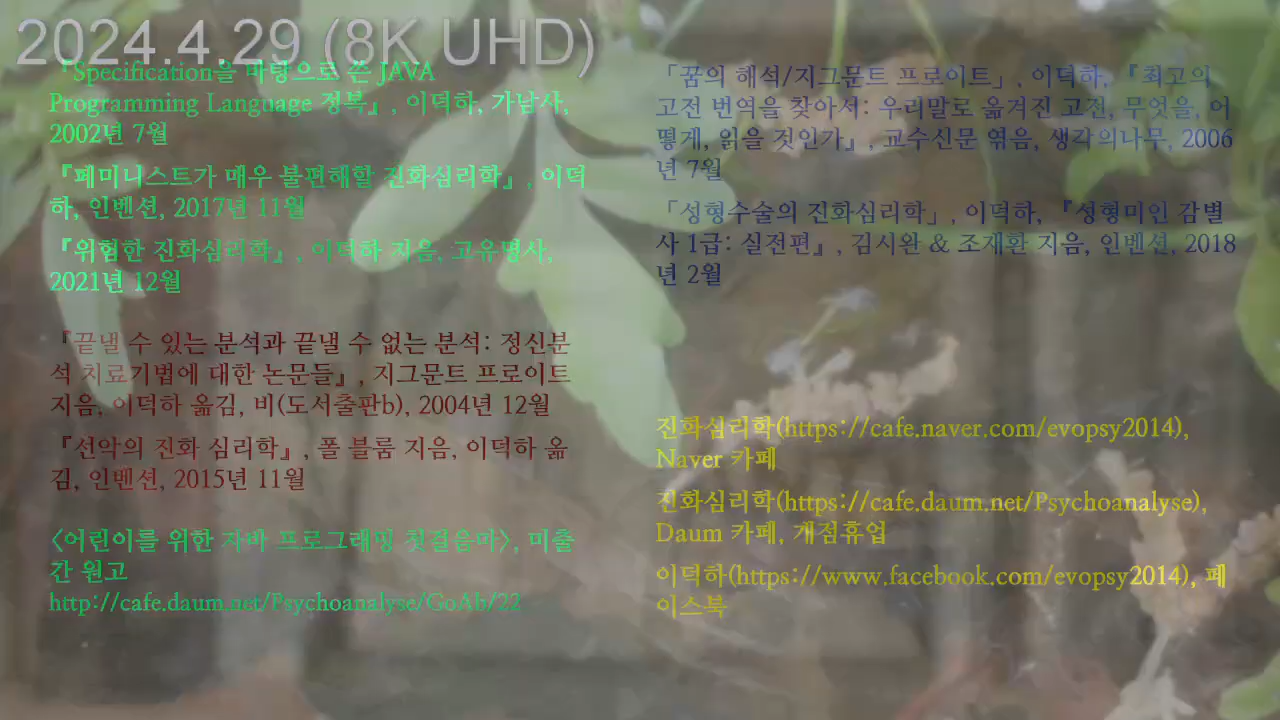 2024.4.29 (8K UHD)
『Specification을 바탕으로 쓴 JAVA
Programming Language 정복』, 이덕하, 가남사,
2002년 7월
『페미니스트가 매우 불편해할 진화심리학』, 이덕
하, 인벤션, 2017년 11월
『위험한 진화심리학』, 이덕하 지음, 고유명사,
2021년 12월
『끝낼 수 있는 분석과 끝낼 수 없는 분석: 정신분
석 치료기법에 대한 논문들』, 지그문트 프로이트
지음, 이덕하 옮김, 비(도서출판b), 2004년 12월
『선악의 진화 심리학』, 폴 블룸 지음, 이덕하 옮
김, 인벤션, 2015년 11월
〈어린이를 위한 자바 프로그래밍 첫걸음마〉, 미출
간 원고
http://cafe.daum.net/Psychoanalyse/GoAb/22
「꿈의 해석/지그문트 프로이트」, 이덕하, 『최고의
고전 번역을 찾아서: 우리말로 옮겨진 고전, 무엇을, 어
떻게, 읽을 것인가』, 교수신문 엮음, 생각의나무, 2006
년 7월
「성형수술의 진화심리학」, 이덕하, 『성형미인 감별
사 1급: 실전편』, 김시완 & 조재환 지음, 인벤션, 2018
년 2월
진화심리학(https://cafe.naver.com/evopsy2014),
Naver 카페
진화심리학(https://cafe.daum.net/Psychoanalyse),
Daum 카페, 개점휴업
이덕하(https://www.facebook.com/evopsy2014), 페
이스북